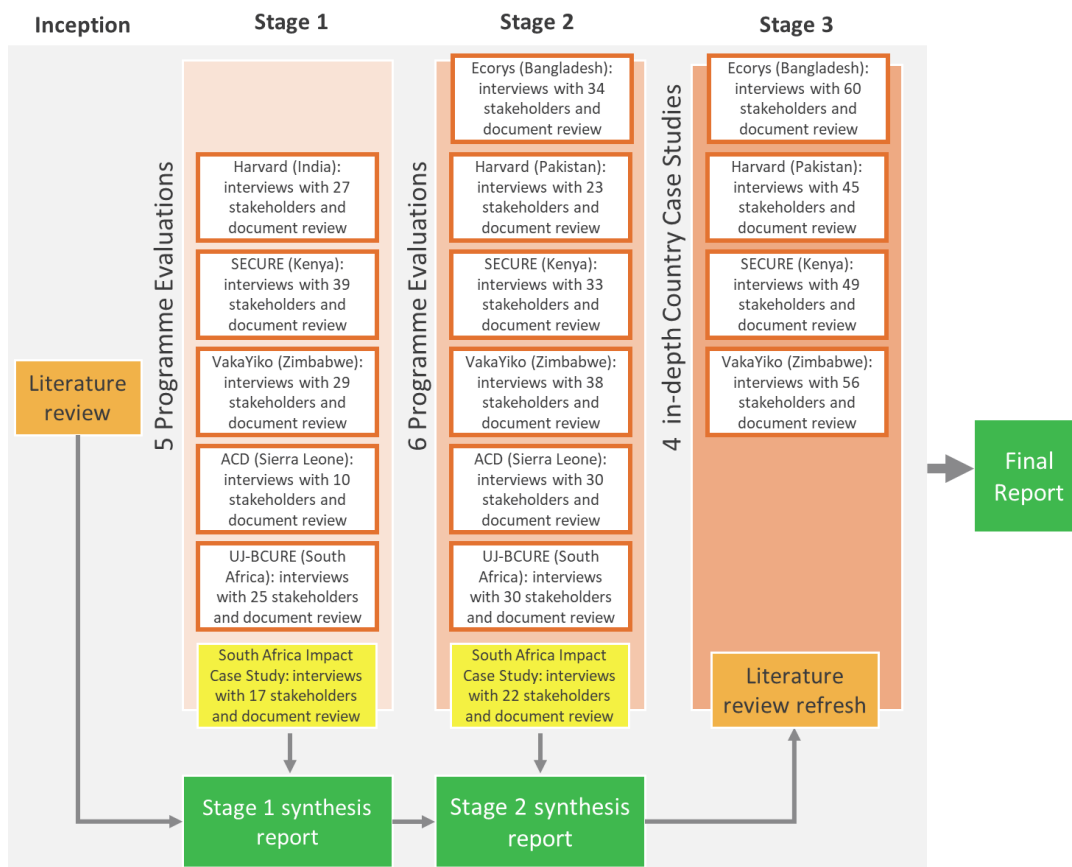 Inception
Stage 1
Stage 2
Stage 3
Literature
review
5 Programme Evaluations
Harvard (India):
interviews with 27
stakeholders and
document review
SECURE (Kenya):
interviews with 39
stakeholders and
document review
VakaYiko (Zimbabwe):
interviews with 29
stakeholders and
document review
ACD (Sierra Leone):
interviews with 10
stakeholders and
document review
UJ-BCURE (South
Africa): interviews
with 25 stakeholders
and document review
South Africa Impact
Case Study: interviews
with 17 stakeholders
and document review
Stage 1 synthesis
report
6 Programme Evaluations
Ecorys (Bangladesh):
interviews with 34
stakeholders and
document review
Harvard (Pakistan):
interviews with 23
stakeholders and
document review
SECURE (Kenya):
interviews with 33
stakeholders and
document review
VakaYiko (Zimbabwe):
interviews with 38
stakeholders and
document review
ACD (Sierra Leone):
interviews with 30
stakeholders and
document review
UJ-BCURE (South
Africa): interviews
with 30 stakeholders
and document review
South Africa Impact
Case Study: interviews
with 22 stakeholders
and document review
Stage 2 synthesis
report
4 in-depth Country Case Studies
Ecorys (Bangladesh):
interviews with 60
stakeholders and
document review
Harvard (Pakistan):
interviews with 45
stakeholders and
document review
SECURE (Kenya):
interviews with 49
stakeholders and
document review
VakaYiko (Zimbabwe):
interviews with 56
stakeholders and
document review
Literature
review refresh
Final
Report